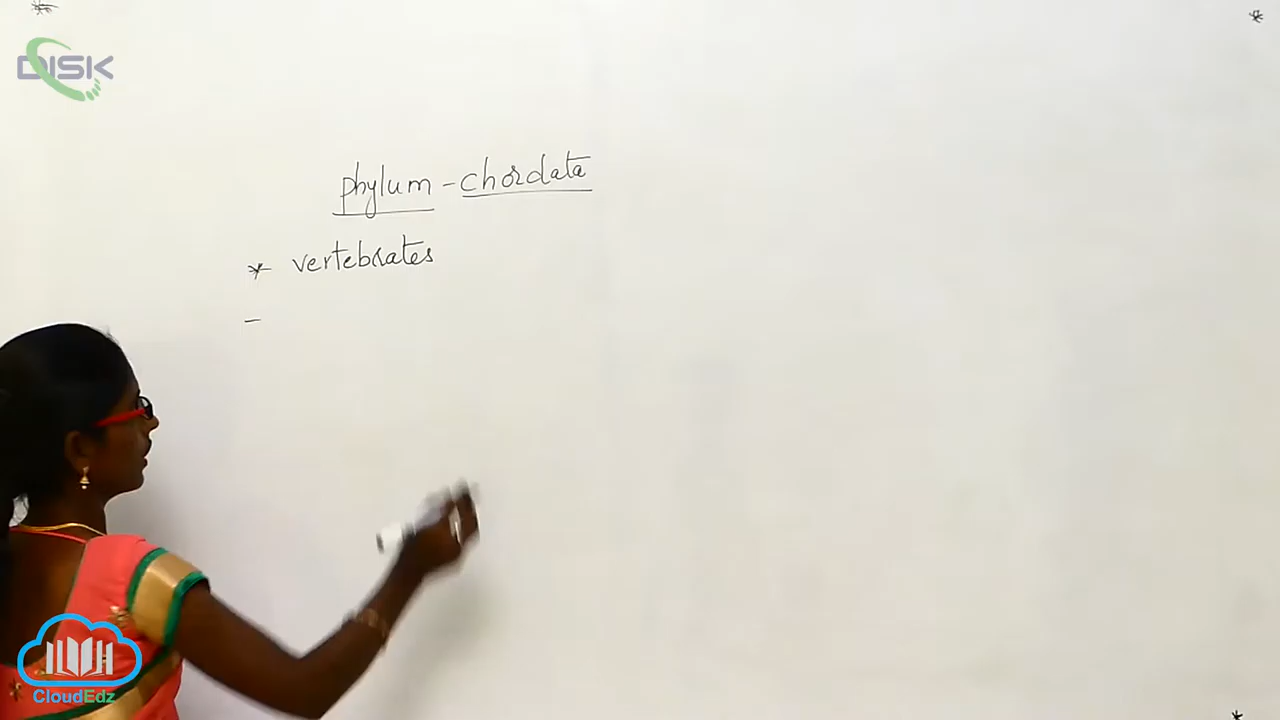 DISK
phylum - chordata
* vertebrates
-
CloudEdz